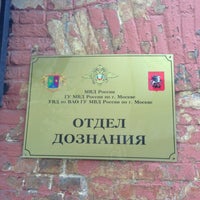 МВД России
ГУ МВД России по г. Москве
УВД по ВАО ГУ МВД России по г. Москве
ОТДЕЛ
ДОЗНАНИЯ